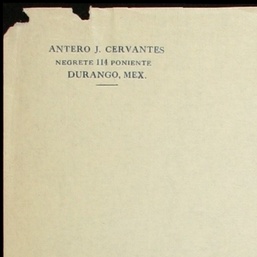 ANTERO J. CERVANTES
NEGRETE 114 PONIENTE
DURANGO, MEX.